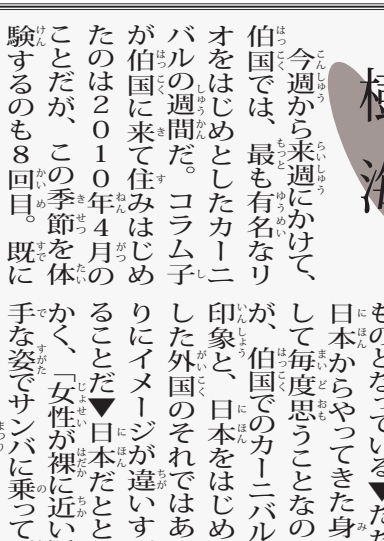 樹海
今週から来週にかけて、
伯国では、最も有名なリ
オをはじめとしたカーニ
バルの週間だ。コラム子
が伯国に来て住みはじめ
たのは2010年4月の
ことだが、この季節を体
験するのも8回目。既に
ものとなっている▼ただ
日本からやってきた身
して毎度思うことなの
が、伯国でのカーニバル
印象と、日本をはじめ
した外国のそれではあ
りにイメージが違いす
ることだ▼日本だとと
かく、「女性が裸に近い
手な姿でサンバに乗って